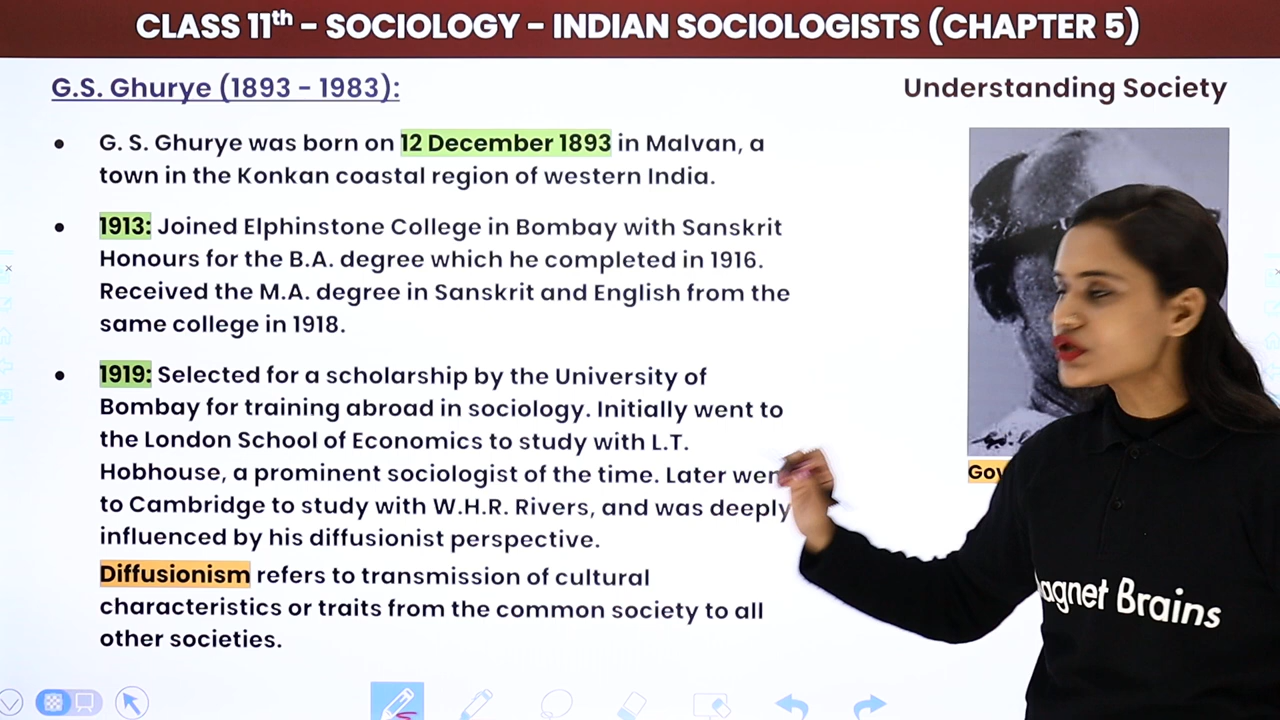 CLASS 11th - SOCIOLOGY - INDIAN SOCIOLOGISTS (CHAPTER 5)
G.S. Ghurye (1893 - 1983):
Understanding Society
• G. S. Ghurye was born on 12 December 1893 in Malvan, a
town in the Konkan coastal region of western India.
• 1913: Joined Elphinstone College in Bombay with Sanskrit
Honours for the B.A. degree which he completed in 1916.
Received the M.A. degree in Sanskrit and English from the
same college in 1918.
• 1919: Selected for a scholarship by the University of
Bombay for training abroad in sociology. Initially went to
the London School of Economics to study with L.T.
Hobhouse, a prominent sociologist of the time. Later wen
to Cambridge to study with W.H.R. Rivers, and was deeply
influenced by his diffusionist perspective.
Diffusionism refers to transmission of cultural
characteristics or traits from the common society to all
other societies.
Gov
agnet Brains